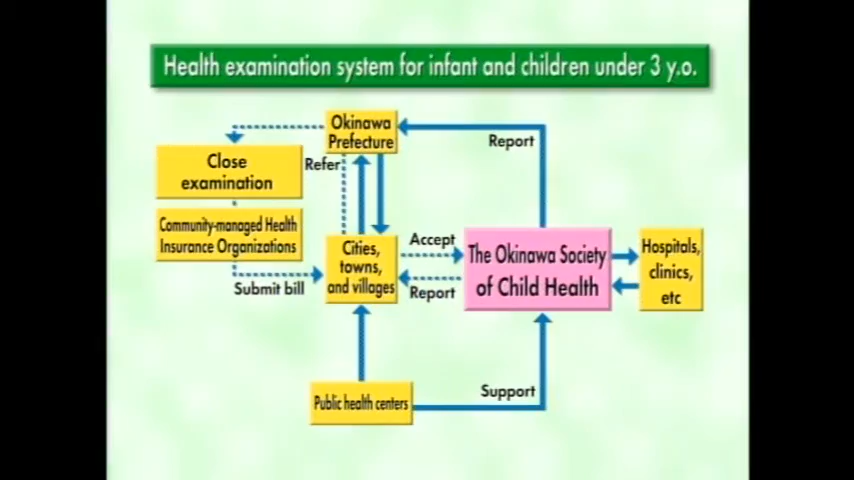 Health examination system for infant and children under 3 y.o.
Okinawa
Prefecture
Report
Close
examination
Refer
Community-managed Health
Insurance Organizations
Cities,
towns,
and villages
Accept
The Okinawa Society
of Child Health
Hospitals,
clinics,
etc
Submit bill
Report
Support
Public health centers